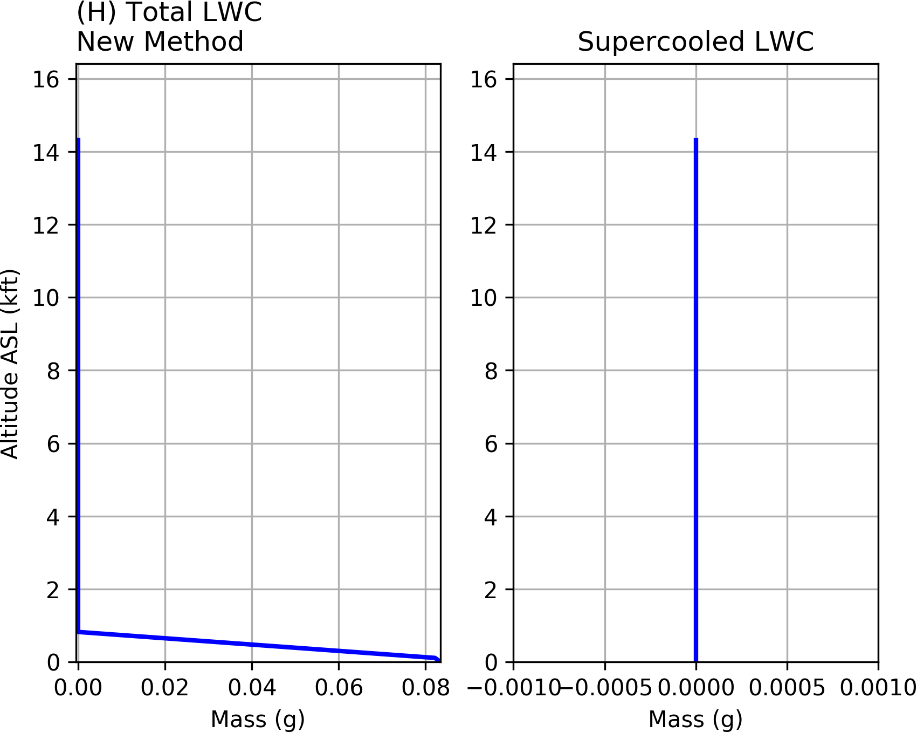 (H) Total LWC
New Method
Supercooled LWC
16
14
12
10
8
6
4
2
0
Altitude ASL (kft)
0.00 0.02 0.04 0.06 0.08
Mass (g)
16
14
12
10
8
6
4
2
0
−0.0010 −0.0005 0.0000 0.0005 0.0010
Mass (g)